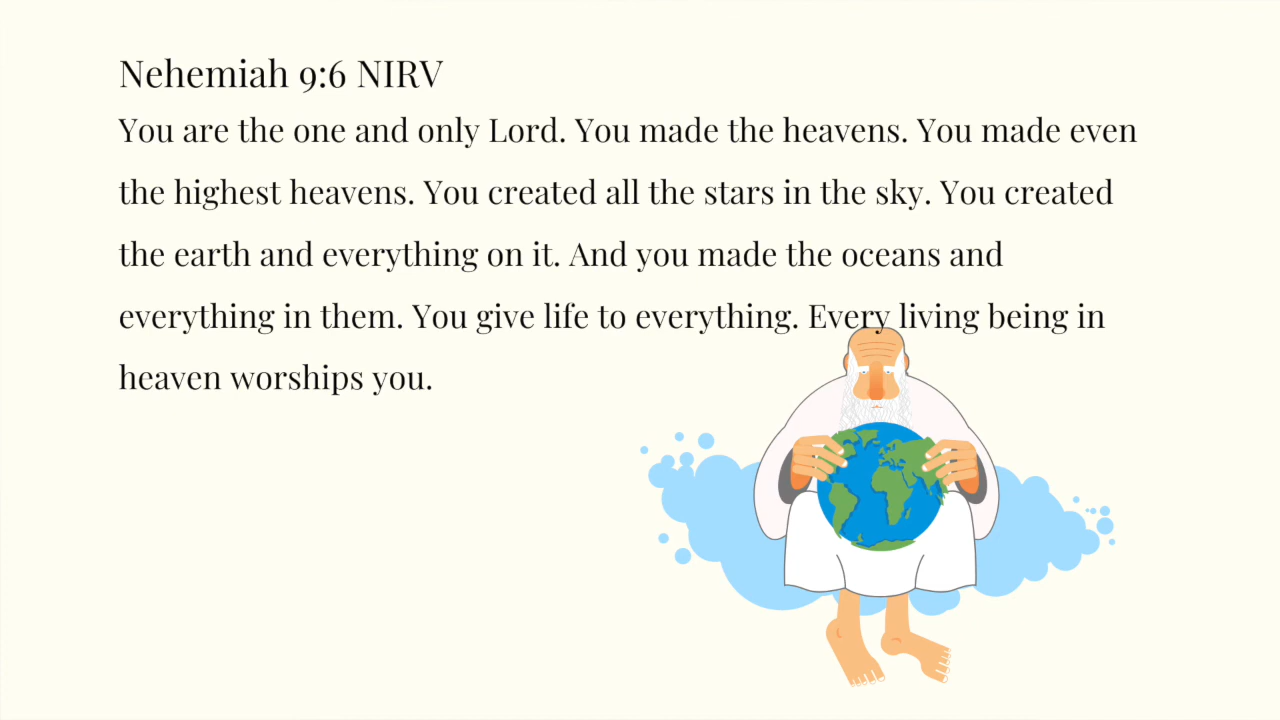 Nehemiah 9:6 NIRV
You are the one and only Lord. You made the heavens. You made even
the highest heavens. You created all the stars in the sky. You created
the earth and everything on it. And you made the oceans and
everything in them. You give life to everything. Every living being in
heaven worships you.